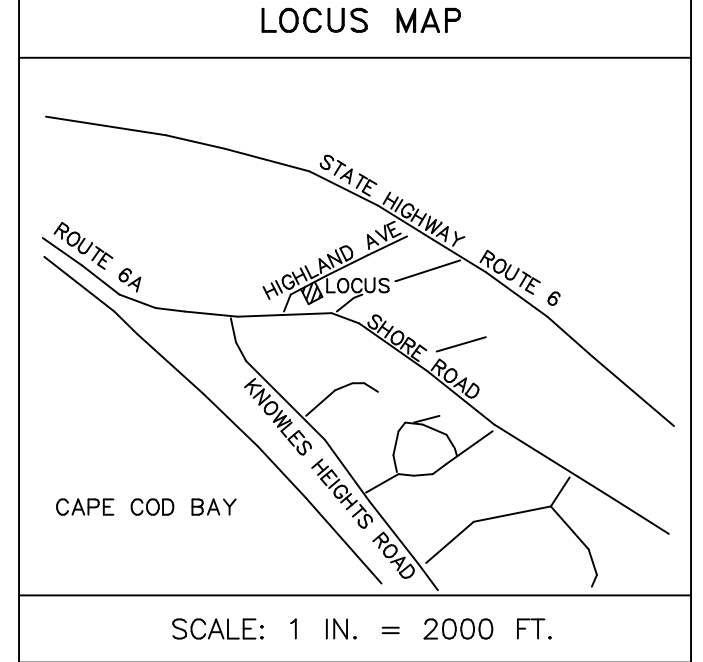 LOCUS MAP
STATE HIGHWAY ROUTE 6
ROUTE 6A
HIGHLAND AVE
LOCUS
SHORE ROAD
KNOWLES HEIGHTS ROAD
CAPE COD BAY
SCALE: 1 IN. = 2000 FT.